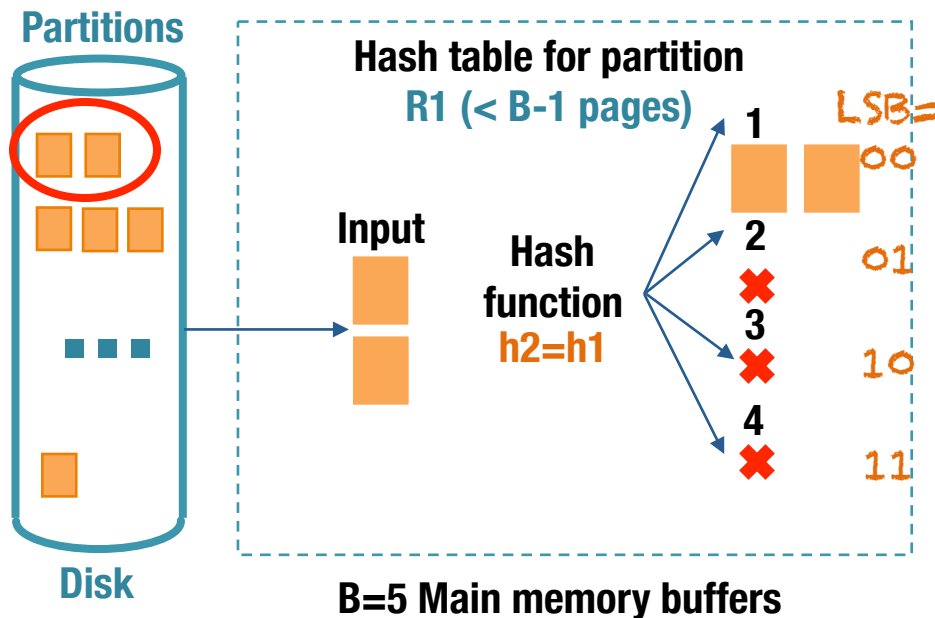 Partitions
Hash table for partition
R1 (< B-1 pages)
LSB=
1
00
Input
2
01
Hash
function
h2=h1
3
10
4
11
Disk
B=5 Main memory buffers